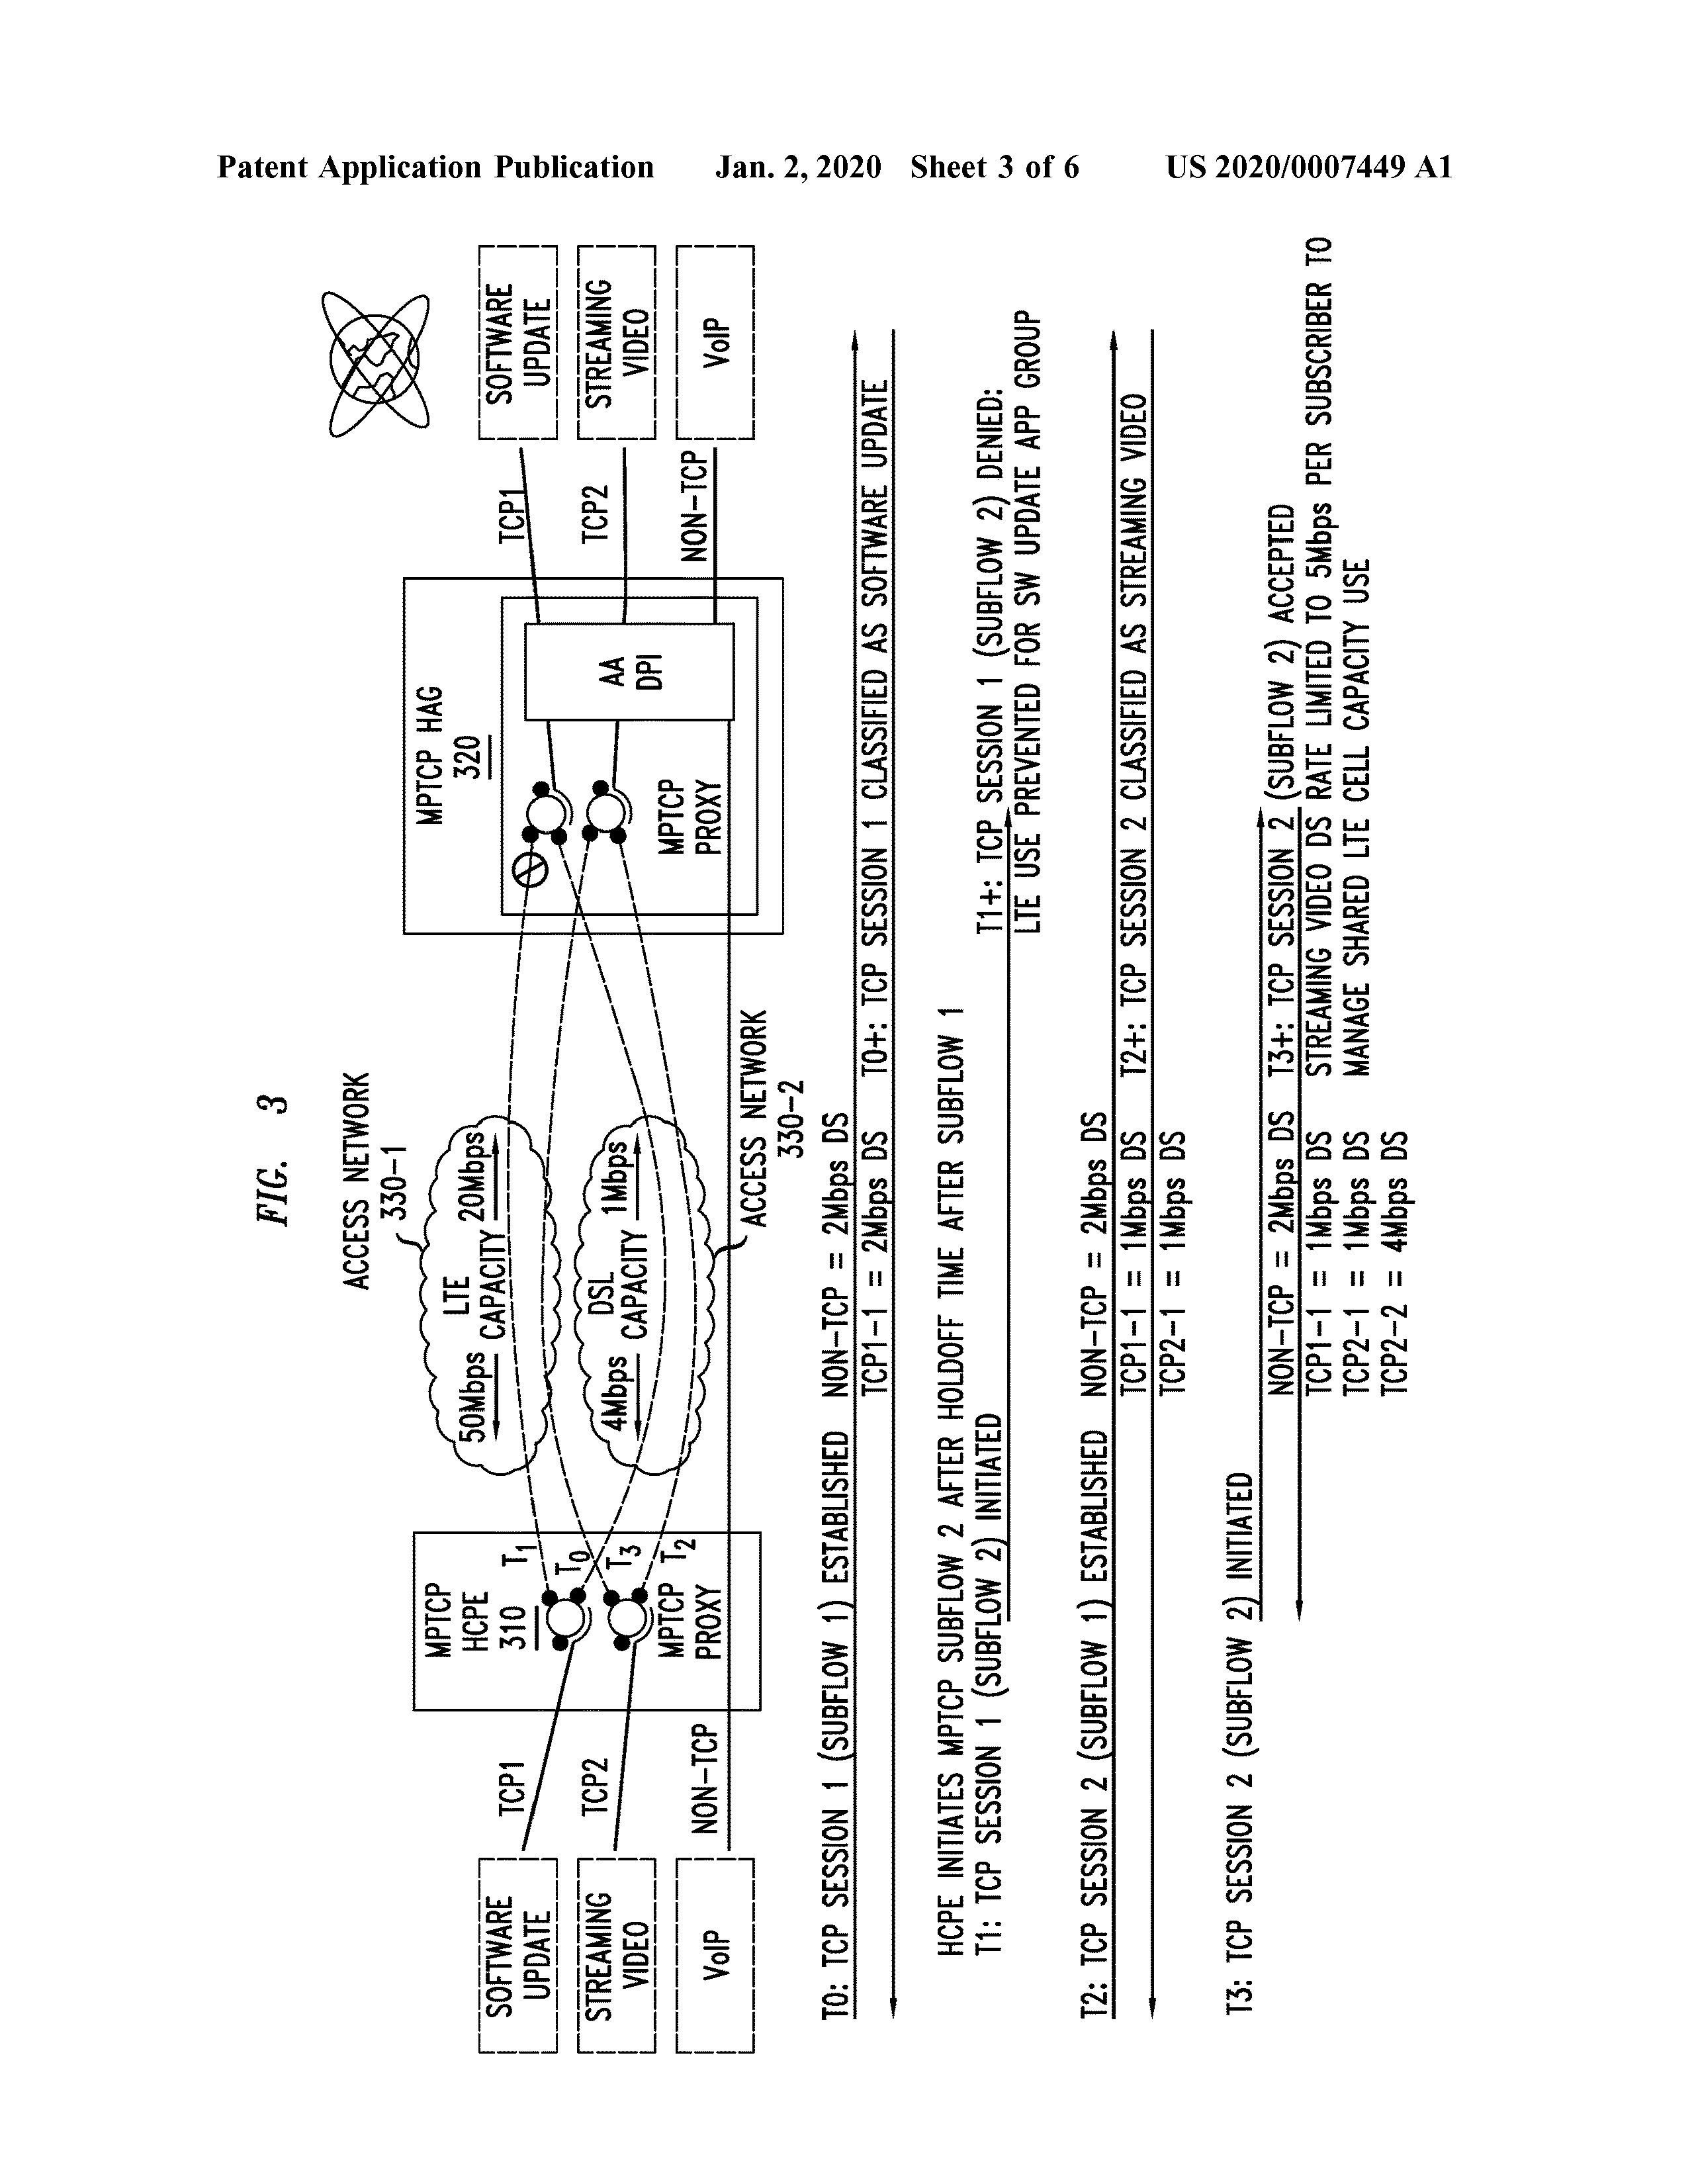 Patent Application Publication Jan. 2, 2020 Sheet 3 of 6 US 2020/0007449 A1
FIG. 3
ACCESS NETWORK
330-1
MPTCP
HCPE
310
T1
T0
T3
T2
MPTCP
PROXY
LTE
50Mbps CAPACITY 20Mbps
DSL
4Mbps CAPACITY 1Mbps
ACCESS NETWORK
330-2
MPTCP HAG
320
MPTCP
PROXY
AA
DPI
SOFTWARE
UPDATE
STREAMING
VIDEO
VoIP
TCP1
TCP2
NON-TCP
TCP1
TCP2
NON-TCP
SOFTWARE
UPDATE
STREAMING
VIDEO
VoIP
T0: TCP SESSION 1 (SUBFLOW 1) ESTABLISHED NON-TCP = 2Mbps DS
TCP1-1 = 2Mbps DS T0+: TCP SESSION 1 CLASSIFIED AS SOFTWARE UPDATE
HCPE INITIATES MPTCP SUBFLOW 2 AFTER HOLDOFF TIME AFTER SUBFLOW 1
T1: TCP SESSION 1 (SUBFLOW 2) INITIATED T1+: TCP SESSION 1 (SUBFLOW 2) DENIED:
LTE USE PREVENTED FOR SW UPDATE APP GROUP
T2: TCP SESSION 2 (SUBFLOW 1) ESTABLISHED NON-TCP = 2Mbps DS
TCP1-1 = 1Mbps DS T2+: TCP SESSION 2 CLASSIFIED AS STREAMING VIDEO
TCP2-1 = 1Mbps DS
T3: TCP SESSION 2 (SUBFLOW 2) INITIATED
NON-TCP = 2Mbps DS T3+: TCP SESSION 2 (SUBFLOW 2) ACCEPTED
TCP1-1 = 1Mbps DS STREAMING VIDEO DS RATE LIMITED TO 5Mbps PER SUBSCRIBER TO
TCP2-1 = 1Mbps DS MANAGE SHARED LTE CELL CAPACITY USE
TCP2-2 = 4Mbps DS